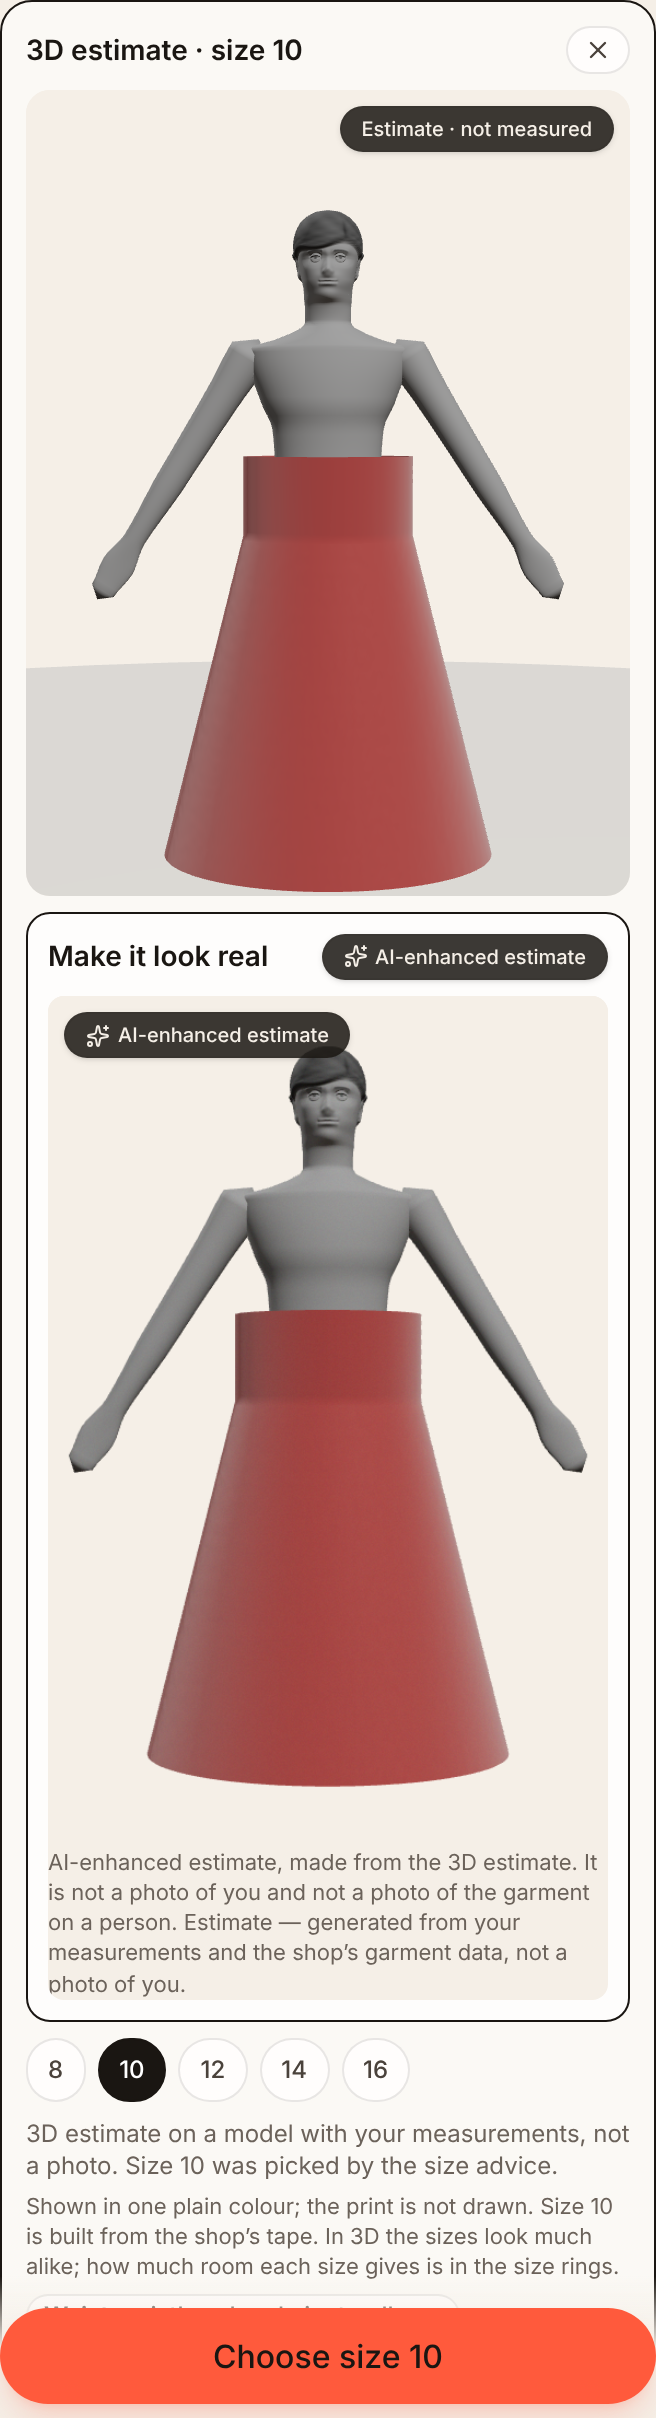 3D estimate · size 10
Estimate · not measured
Make it look real
AI-enhanced estimate
AI-enhanced estimate
AI-enhanced estimate, made from the 3D estimate. It
is not a photo of you and not a photo of the garment
on a person. Estimate — generated from your
measurements and the shop’s garment data, not a
photo of you.
8 10 12 14 16
3D estimate on a model with your measurements, not
a photo. Size 10 was picked by the size advice.
Shown in one plain colour; the print is not drawn. Size 10
is built from the shop’s tape. In 3D the sizes look much
alike; how much room each size gives is in the size rings.
Choose size 10